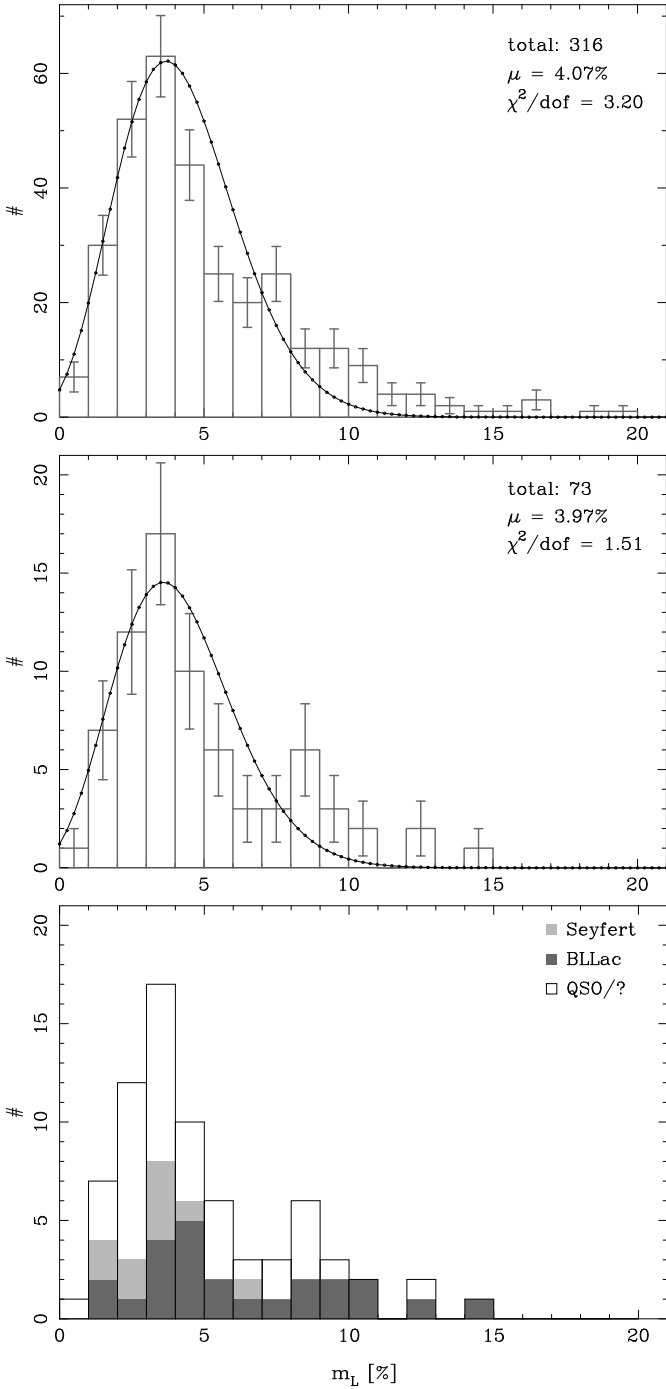 total: 316
μ = 4.07%
χ²/dof = 3.20
#
60
40
20
0
0 5 10 15 20
total: 73
μ = 3.97%
χ²/dof = 1.51
#
20
15
10
5
0
0 5 10 15 20
Seyfert
BLLac
QSO/?
#
20
15
10
5
0
0 5 10 15 20
m_L [%]